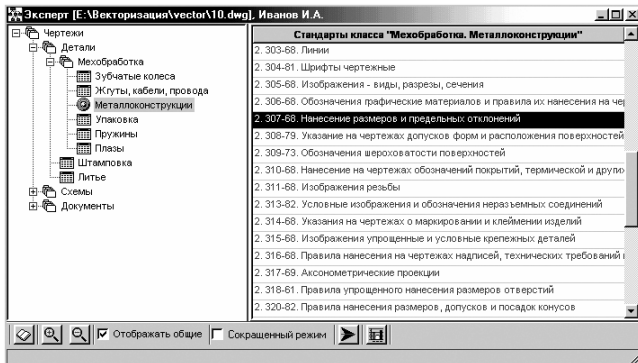 Эксперт [E:\Векторизация\vector\10.dwg], Иванов И.А.
Чертежи
Детали
Мехобработка
Зубчатые колеса
Жгуты, кабели, провода
Металлоконструкции
Упаковка
Пружины
Плазы
Штамповка
Литье
Схемы
Документы
Стандарты класса "Мехобработка. Металлоконструкции"
2. 303-68. Линии
2. 304-81. Шрифты чертежные
2. 305-68. Изображения - виды, разрезы, сечения
2. 306-68. Обозначения графические материалов и правила их нанесения на чер
2. 307-68. Нанесение размеров и предельных отклонений
2. 308-79. Указание на чертежах допусков форм и расположения поверхностей
2. 309-73. Обозначения шероховатости поверхностей
2. 310-68. Нанесение на чертежах обозначений покрытий, термической и других
2. 311-68. Изображения резьбы
2. 313-82. Условные изображения и обозначения неразъемных соединений
2. 314-68. Указания на чертежах о маркировании и клеймении изделий
2. 315-68. Изображения упрощенные и условные крепежных деталей
2. 316-68. Правила нанесения на чертежах надписей, технических требований и
2. 317-69. Аксонометрические проекции
2. 318-61. Правила упрощенного нанесения размеров отверстий
2. 320-82. Правила нанесения размеров, допусков и посадок конусов
Отображать общие
Сокращенный режим